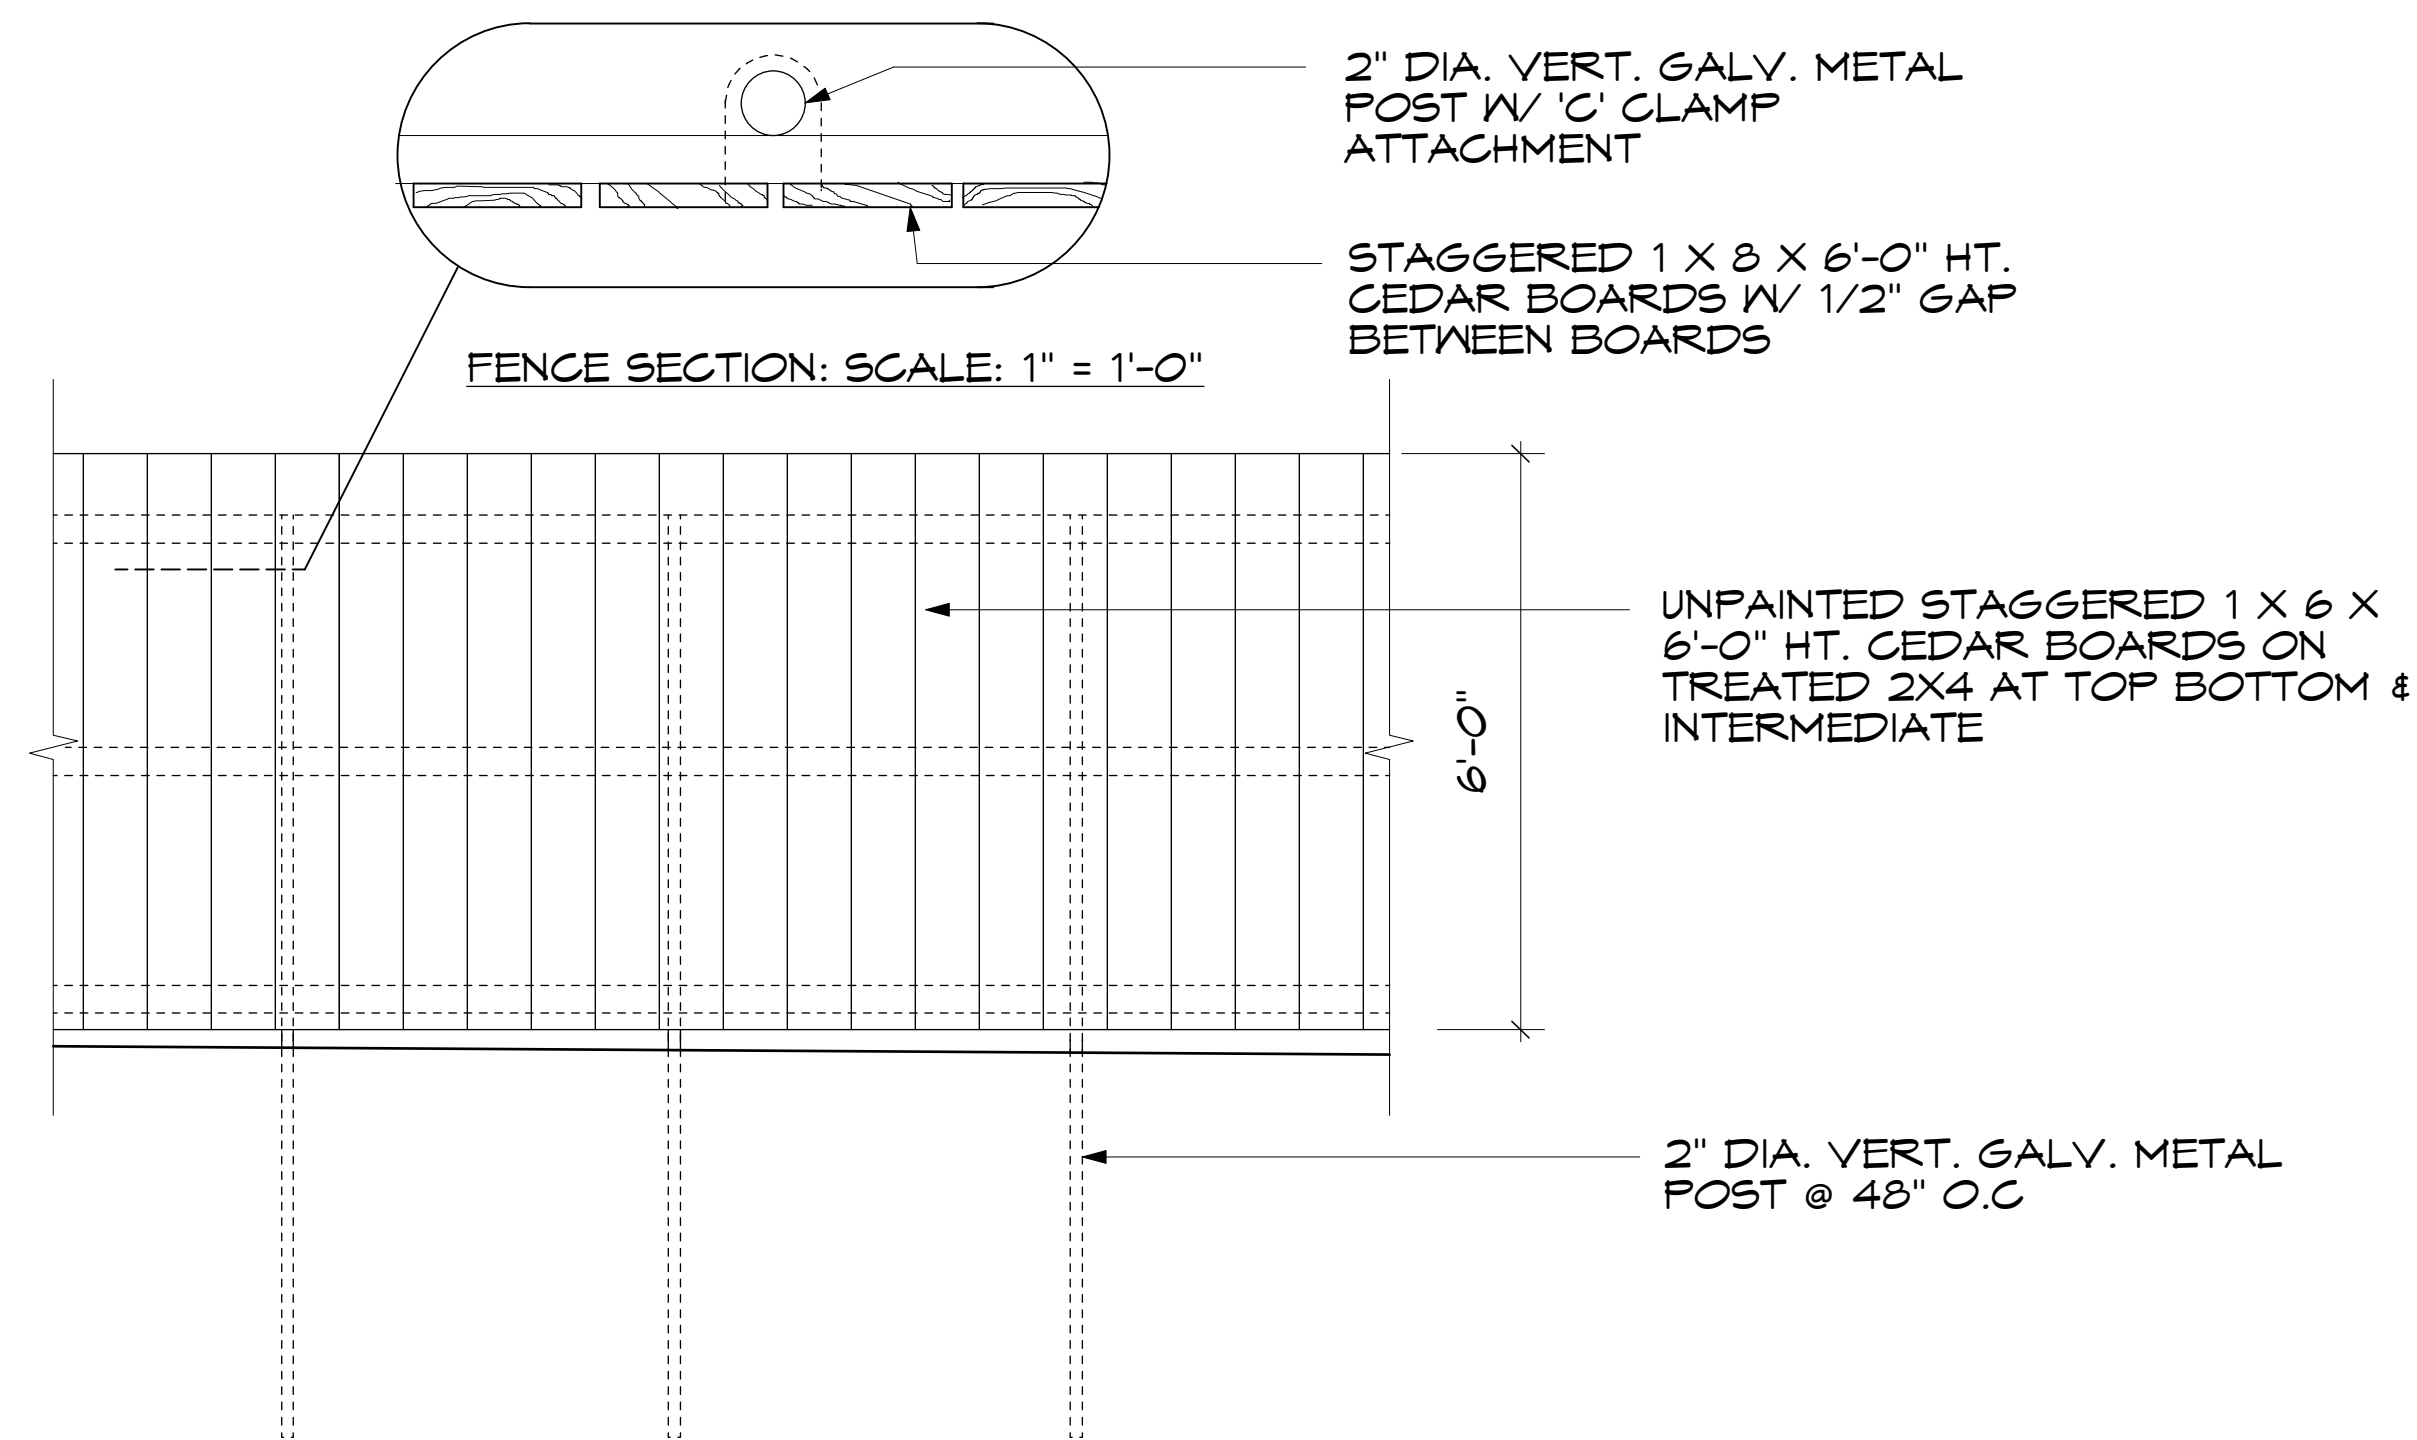 2" DIA. VERT. GALV. METAL
POST W/ 'C' CLAMP
ATTACHMENT
STAGGERED 1 X 8 X 6'-0" HT.
CEDAR BOARDS W/ 1/2" GAP
BETWEEN BOARDS
FENCE SECTION: SCALE: 1" = 1'-0"
UNPAINTED STAGGERED 1 X 6 X
6'-0" HT. CEDAR BOARDS ON
TREATED 2X4 AT TOP BOTTOM &
INTERMEDIATE
6'-0"
2" DIA. VERT. GALV. METAL
POST @ 48" O.C